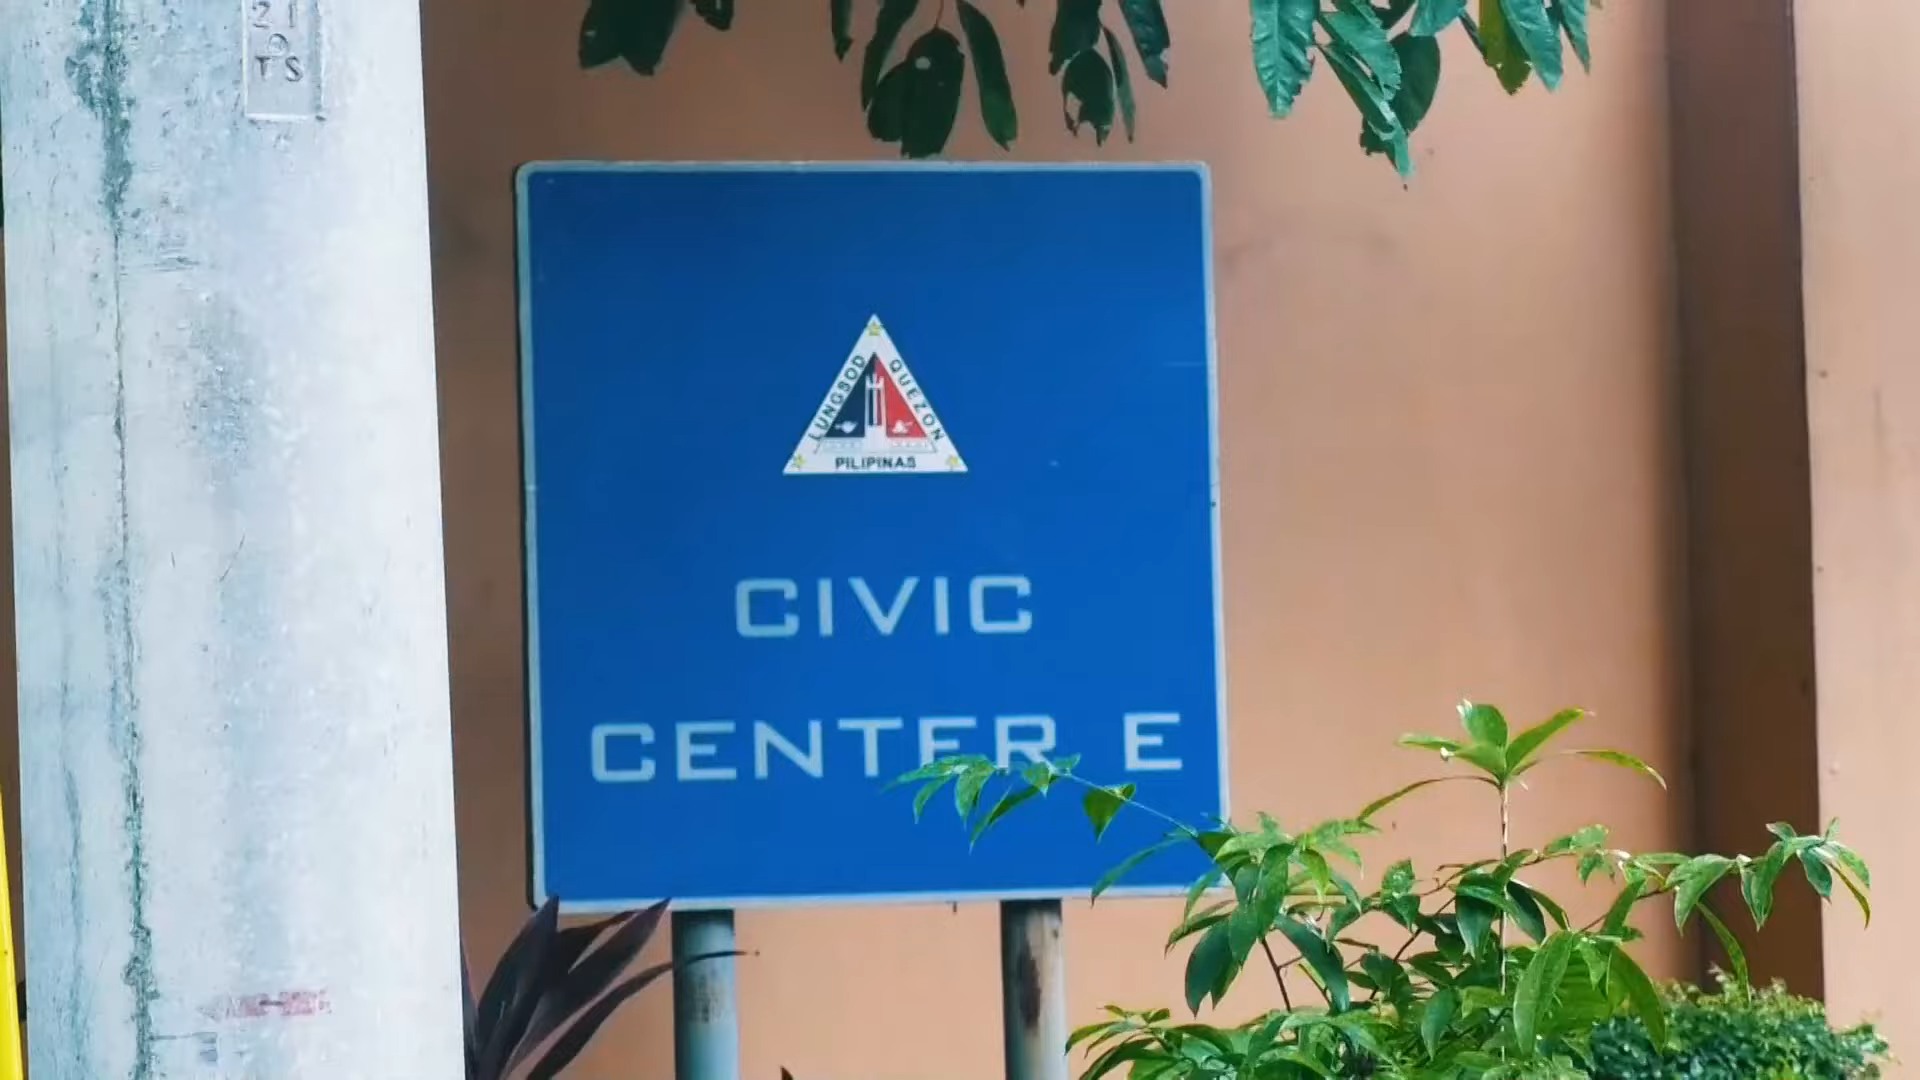 21
TS
LUNGSOD QUEZON
PILIPINAS
CIVIC
CENTER E